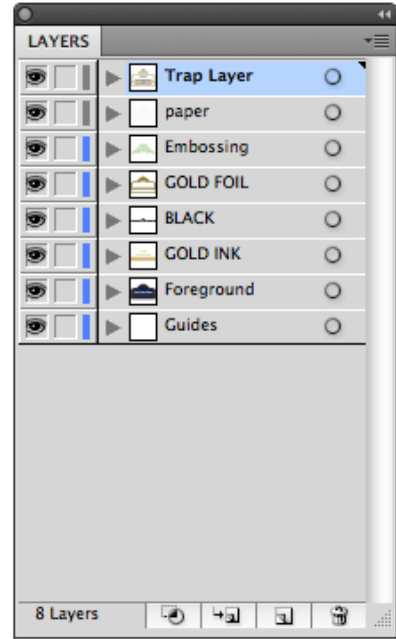 LAYERS
Trap Layer
paper
Embossing
GOLD FOIL
BLACK
GOLD INK
Foreground
Guides
8 Layers